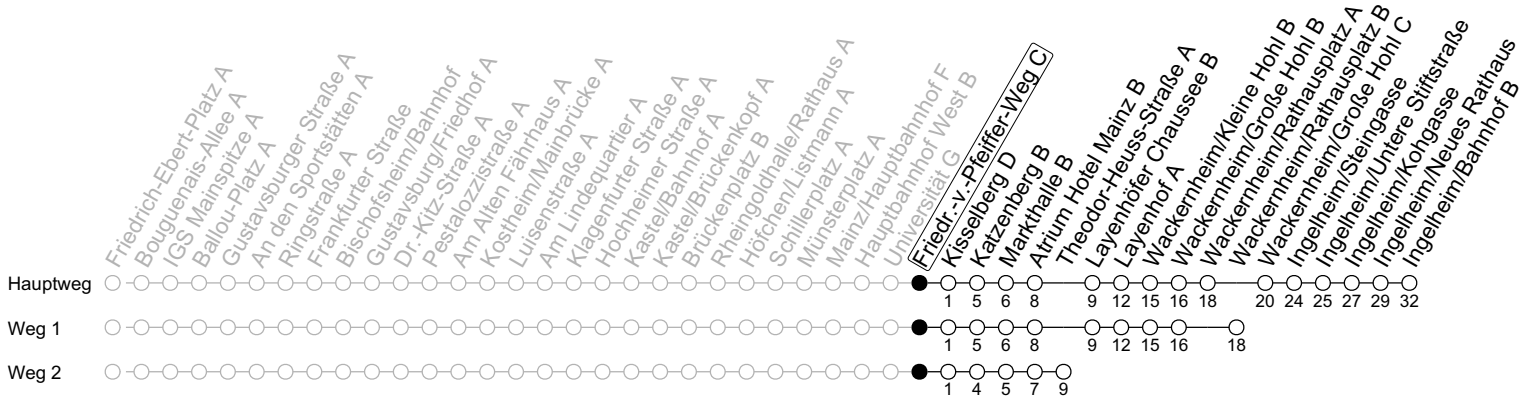 Friedrich-Ebert-Platz A
Bouguenais-Allee A
IGS Mainspitze A
Ballou-Platz A
Gustavsburger Straße A
An den Sportstätten A
Ringstraße A
Frankfurter Straße
Bischofsheim/Bahnhof
Gustavsburg/Friedhof A
Dr.-Kitz-Straße A
Pestalozzistraße A
Am Alten Fährhaus A
Kostheim/Mainbrücke A
Luisenstraße A
Am Lindequartier A
Klagenfurter Straße A
Hochheimer Straße A
Kastel/Bahnhof A
Kastel/Brückenkopf A
Brückenplatz B
Rheingoldhalle/Rathaus A
Höfchen/Listmann A
Schillerplatz A
Münsterplatz A
Mainz/Hauptbahnhof F
Hauptbahnhof West B
Universität G
Friedr.-v.-Pfeiffer-Weg C
Kisselberg D
Katzenberg B
Markthalle B
Atrium Hotel Mainz B
Theodor-Heuss-Straße A
Layenhöfer Chaussee B
Layenhof A
Wackernheim/Kleine Hohl B
Wackernheim/Große Hohl B
Wackernheim/Rathausplatz A
Wackernheim/Rathausplatz B
Wackernheim/Große Hohl C
Ingelheim/Steingasse
Ingelheim/Untere Stiftstraße
Ingelheim/Kohgasse
Ingelheim/Neues Rathaus
Ingelheim/Bahnhof B
Hauptweg
1 5 6 8 9 12 15 16 18 20 24 25 27 29 32
Weg 1
1 5 6 8 9 12 15 16 18
Weg 2
1 4 5 7 9